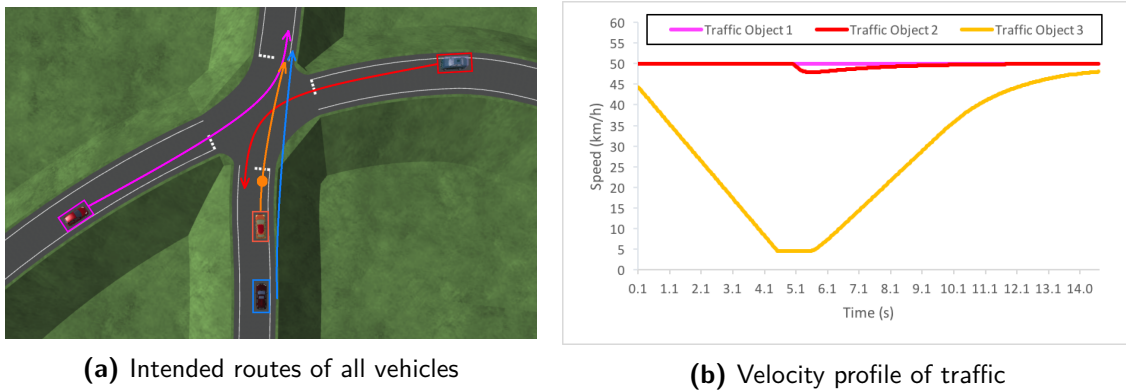 60
55
50
45
40
35
30
25
20
15
10
5
0
Speed (km/h)
Traffic Object 1 Traffic Object 2 Traffic Object 3
0.1 1.1 2.1 3.1 4.1 5.1 6.1 7.1 8.1 9.1 10.1 11.1 12.1 13.1 14.0
Time (s)
(a) Intended routes of all vehicles
(b) Velocity profile of traffic